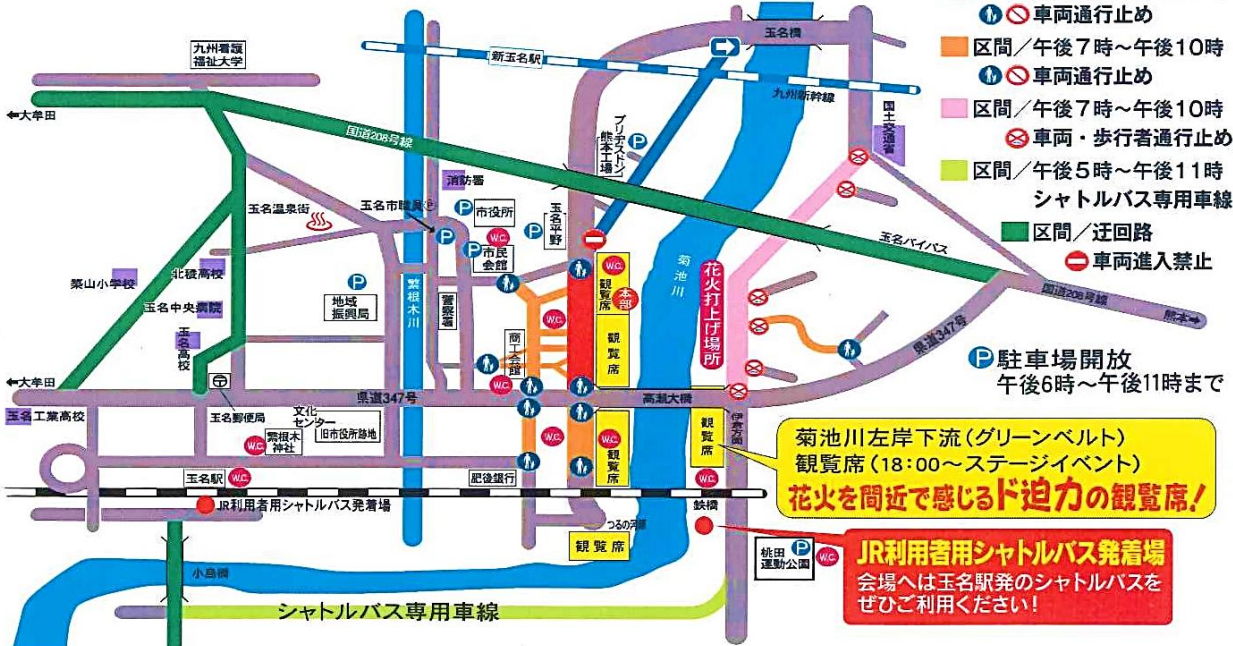 車両通行止め
区間／午後7時～午後10時
車両通行止め
区間／午後7時～午後10時
車両・歩行者通行止め
区間／午後5時～午後11時
シャトルバス専用車線
区間／迂回路
車両進入禁止
P 駐車場開放
午後6時～午後11時まで
玉名橋
九州看護
福祉大学
新玉名駅
九州新幹線
←大牟田
国道208号線
ブリヂストン
熊本工場
P
国土交通省
消防署
玉名市職員P
P
市役所
P
W.C.
P
市民
会館
玉名平野
P
玉名温泉街
玉名バイパス
菊池川
花火打上げ場所
国道208号線
熊本→
築山小学校
北稜高校
玉名中央病院
玉名高校
P
地域
振興局
繁根木川
警察署
商工会館
W.C.
W.C.
W.C.
観覧席
本部
観覧席
県道347号
←大牟田
県道347号
高瀬大橋
玉名工業高校
玉名郵便局
文化
センター
旧市役所跡地
W.C.
繁根木
神社
W.C.
W.C.
観覧席
観覧席
伊倉方面
玉名駅
W.C.
肥後銀行
W.C.
JR利用者用シャトルバス発着場
鉄橋
つるの河原
観覧席
桃田
運動公園
P
W.C.
小島橋
シャトルバス専用車線
菊池川左岸下流（グリーンベルト）
観覧席（18：00～ステージイベント）
花火を間近で感じるド迫力の観覧席！
JR利用者用シャトルバス発着場
会場へは玉名駅発のシャトルバスを
ぜひご利用ください！